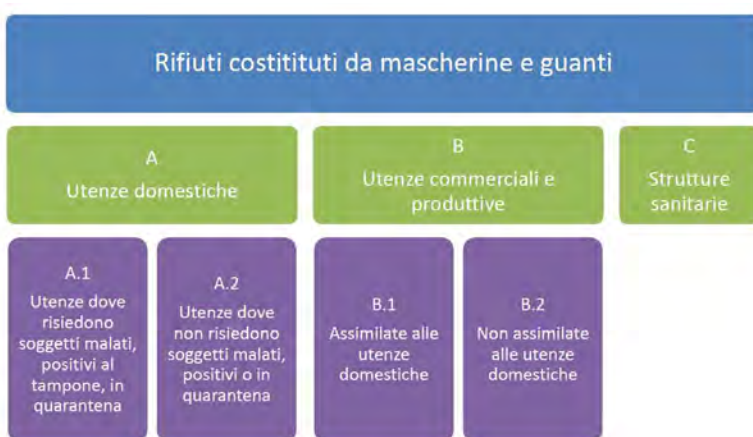 Rifiuti costitituti da mascherine e guanti
A
Utenze domestiche
B
Utenze commerciali e
produttive
C
Strutture
sanitarie
A.1
Utenze dove
risiedono
soggetti malati,
positivi al
tampone, in
quarantena
A.2
Utenze dove
non risiedono
soggetti malati,
positivi o in
quarantena
B.1
Assimilate alle
utenze
domestiche
B.2
Non assimilate
alle utenze
domestiche